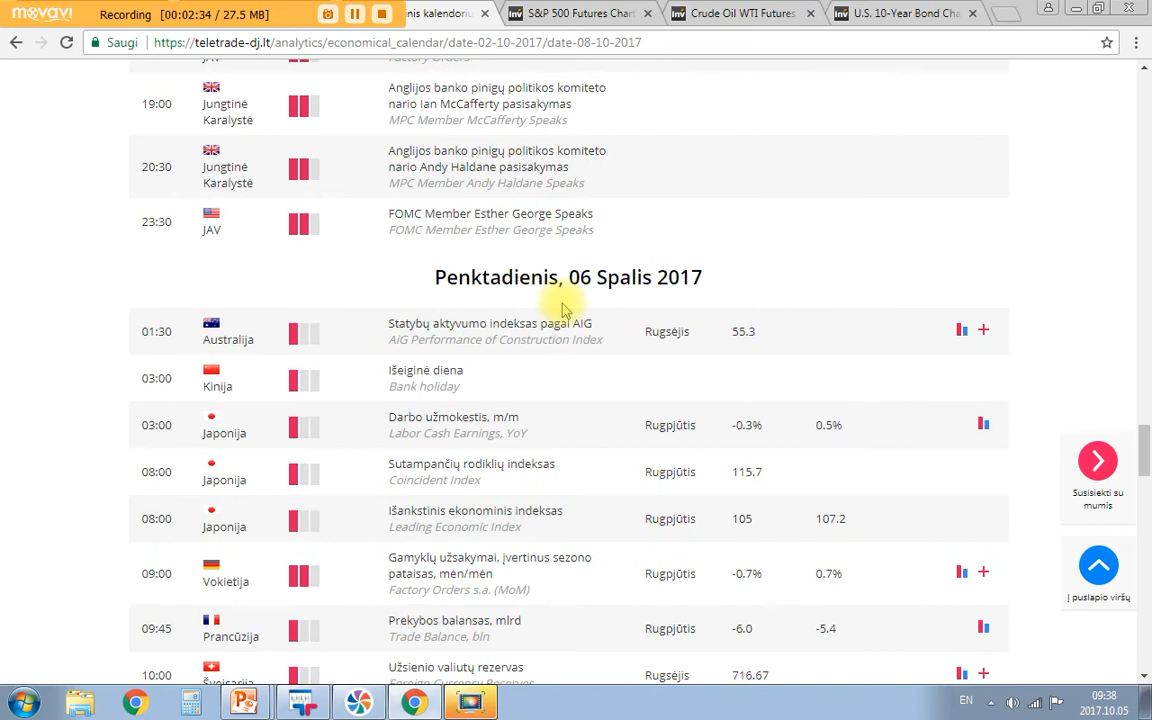 movavi
Recording [00:02:34 / 27.5 MB]
inis kalendoriu
S&P 500 Futures Chart
Crude Oil WTI Futures
U.S. 10-Year Bond Cha
Saugi
https://teletrade-dj.lt/analytics/economical_calendar/date-02-10-2017/date-08-10-2017
JAV
Factory Orders
19:00
Jungtinė
Karalystė
Anglijos banko pinigų politikos komiteto
nario Ian McCafferty pasisakymas
MPC Member McCafferty Speaks
20:30
Jungtinė
Karalystė
Anglijos banko pinigų politikos komiteto
nario Andy Haldane pasisakymas
MPC Member Andy Haldane Speaks
23:30
JAV
FOMC Member Esther George Speaks
FOMC Member Esther George Speaks
Penktadienis, 06 Spalis 2017
01:30
Australija
Statybų aktyvumo indeksas pagal AIG
AiG Performance of Construction Index
Rugsėjis
55.3
03:00
Kinija
Išeiginė diena
Bank holiday
03:00
Japonija
Darbo užmokestis, m/m
Labor Cash Earnings, YoY
Rugpjūtis
-0.3%
0.5%
08:00
Japonija
Sutampančių rodiklių indeksas
Coincident Index
Rugpjūtis
115.7
08:00
Japonija
Išankstinis ekonominis indeksas
Leading Economic Index
Rugpjūtis
105
107.2
09:00
Vokietija
Gamyklų užsakymai, įvertinus sezono
pataisas, mėn/mėn
Factory Orders s.a. (MoM)
Rugpjūtis
-0.7%
0.7%
09:45
Prancūzija
Prekybos balansas, mlrd
Trade Balance, bln
Rugpjūtis
-6.0
-5.4
10:00
Šveicarija
Užsienio valiutų rezervas
Foreign Currency Reserves
Rugsėjis
716.67
Susisiekti su
mumis
Į puslapio viršų
EN
09:38
2017.10.05